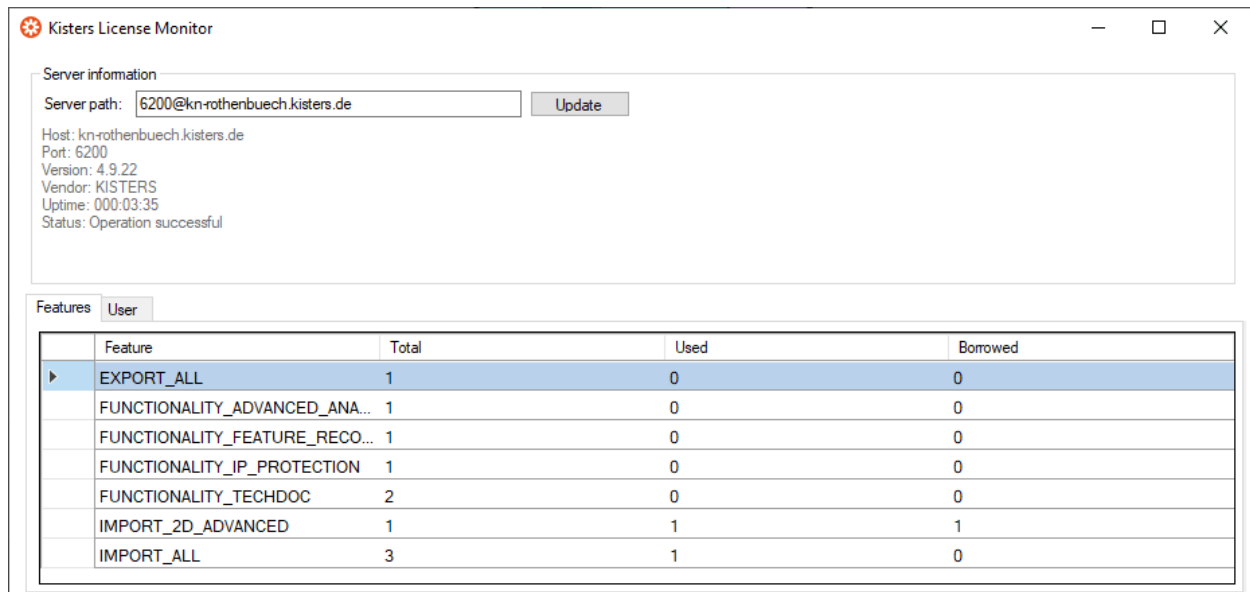 Kisters License Monitor
Server information
Server path: 6200@kn-rothenbuech.kisters.de Update
Host: kn-rothenbuech.kisters.de
Port: 6200
Version: 4.9.22
Vendor: KISTERS
Uptime: 000:03:35
Status: Operation successful
Features User
Feature Total Used Borrowed
EXPORT_ALL 1 0 0
FUNCTIONALITY_ADVANCED_ANA... 1 0 0
FUNCTIONALITY_FEATURE_RECO... 1 0 0
FUNCTIONALITY_IP_PROTECTION 1 0 0
FUNCTIONALITY_TECHDOC 2 0 0
IMPORT_2D_ADVANCED 1 1 1
IMPORT_ALL 3 1 0